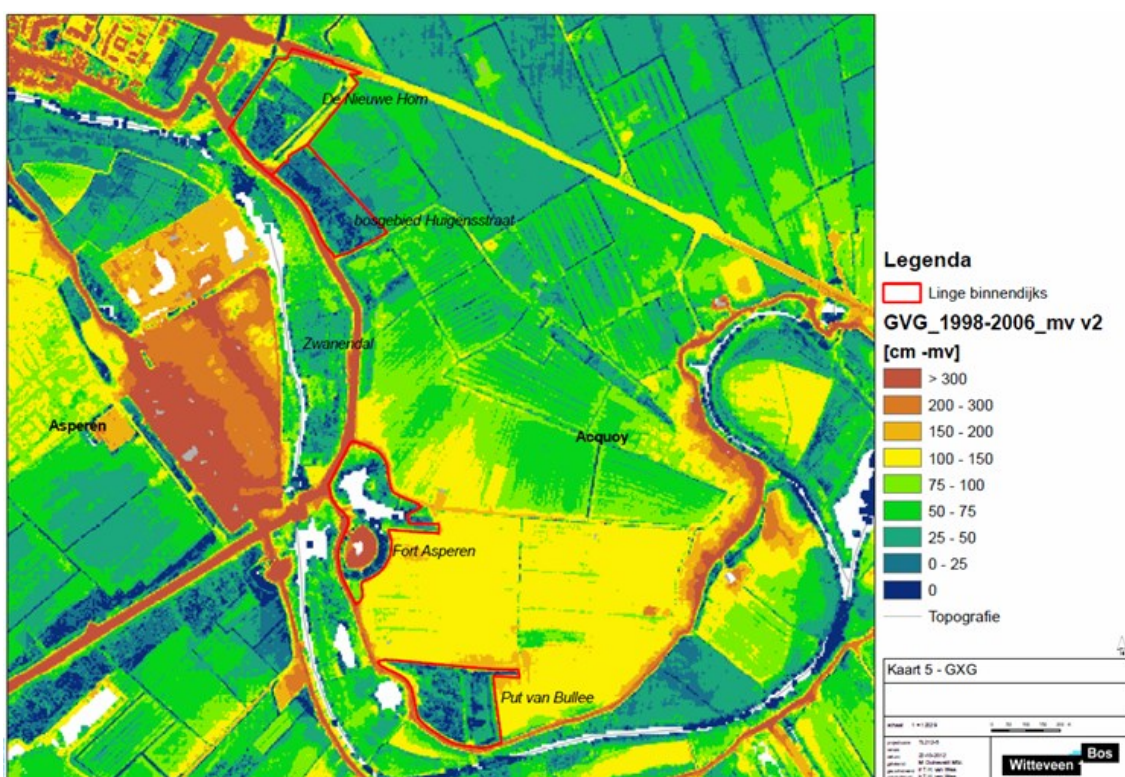 De Nieuwe Horn
bosgebied Huigensstraat
Zwanendal
Asperen
Acquoy
Fort Asperen
Put van Bullee
Legenda
Linge binnendijks
GVG_1998-2006_mv v2
[cm -mv]
> 300
200 - 300
150 - 200
100 - 150
75 - 100
50 - 75
25 - 50
0 - 25
0
Topografie
Kaart 5 - GXG
Witteveen
Bos